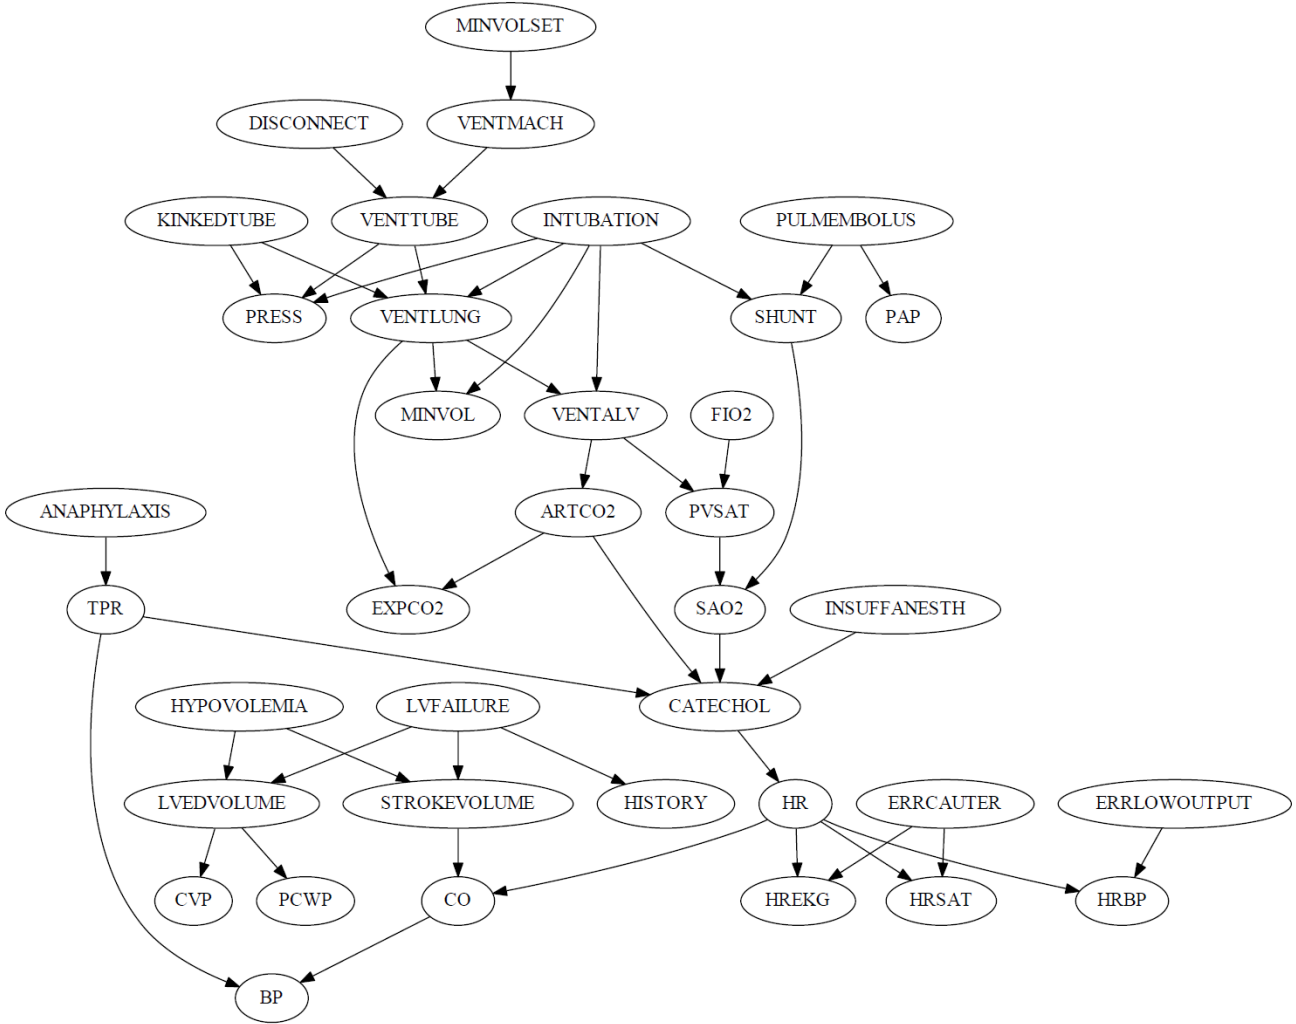 MINVOLSET
DISCONNECT
VENTMACH
KINKEDTUBE
VENTTUBE
INTUBATION
PULMEMBOLUS
PRESS
VENTLUNG
SHUNT
PAP
MINVOL
VENTALV
FIO2
ANAPHYLAXIS
ARTCO2
PVSAT
TPR
EXPCO2
SAO2
INSUFFANESTH
HYPOVOLEMIA
LVFAILURE
CATECHOL
LVEDVOLUME
STROKEVOLUME
HISTORY
HR
ERRCAUTER
ERRLOWOUTPUT
CVP
PCWP
CO
HREKG
HRSAT
HRBP
BP